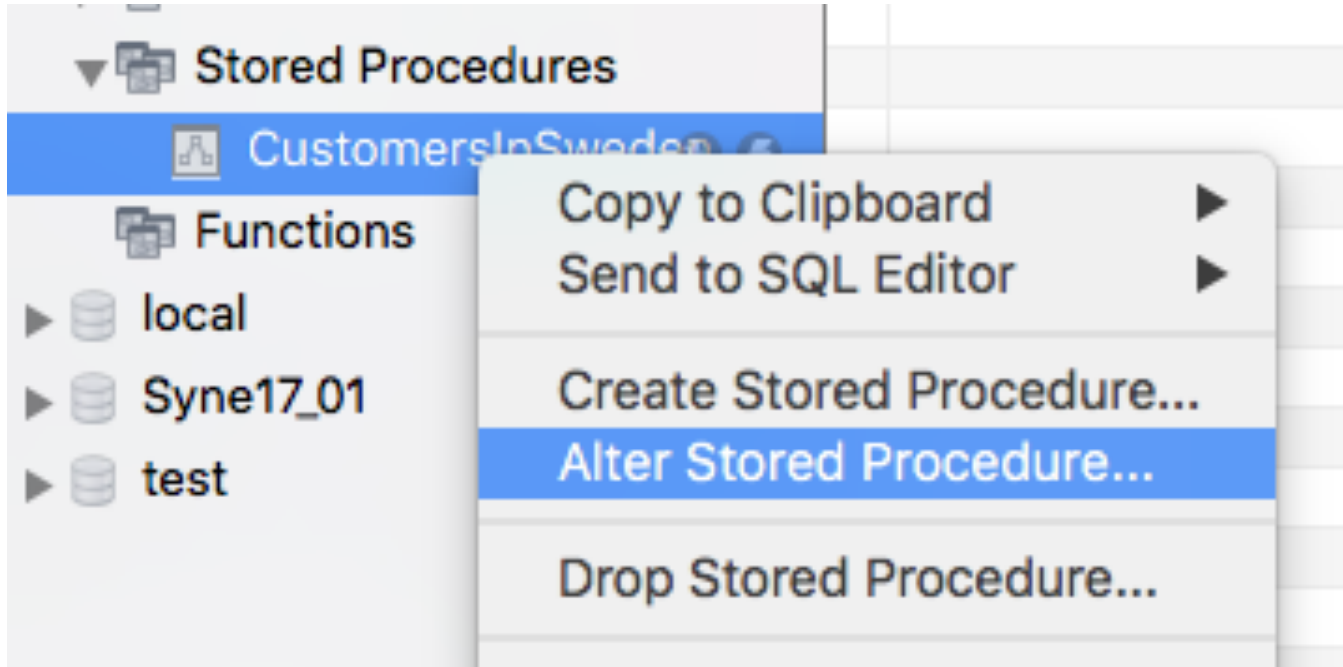 Stored Procedures
CustomersInSweden
Functions
local
Syne17_01
test
Copy to Clipboard
Send to SQL Editor
Create Stored Procedure...
Alter Stored Procedure...
Drop Stored Procedure...